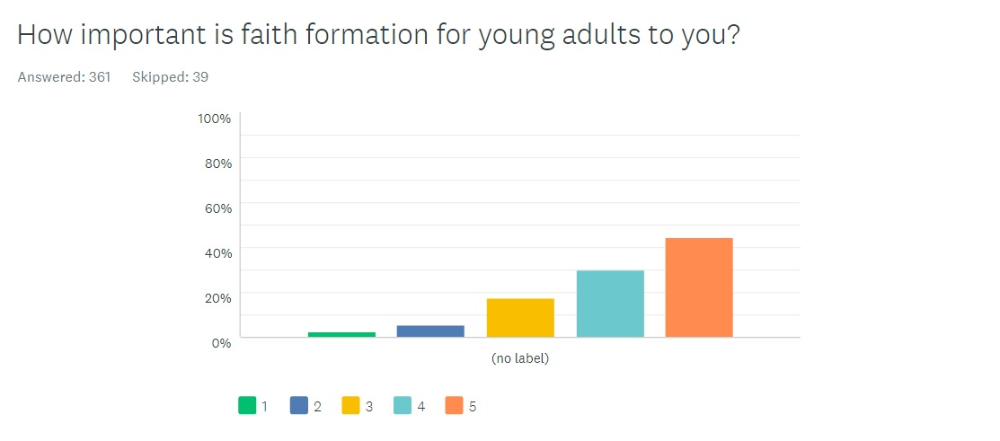 How important is faith formation for young adults to you?
Answered: 361 Skipped: 39
100%
80%
60%
40%
20%
0%
(no label)
1 2 3 4 5